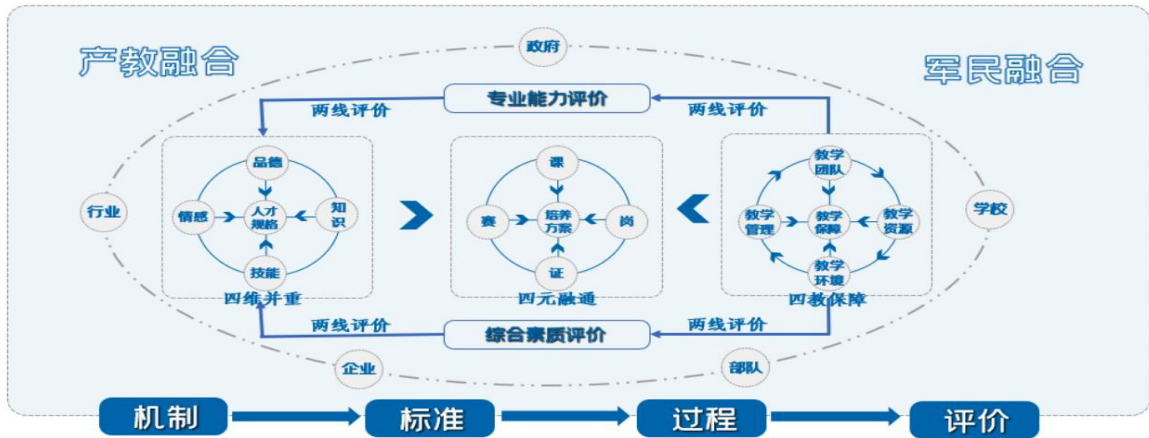 政府
产教融合
军民融合
专业能力评价
两线评价
两线评价
品德
情感
人才
规格
知
识
技能
四维并重
课
赛
培养
方案
岗
证
四元融通
教学
团队
教学
管理
教学
保障
教学
资源
教学
环境
四教保障
行业
学校
两线评价
综合素质评价
两线评价
企业
部队
机制
标准
过程
评价